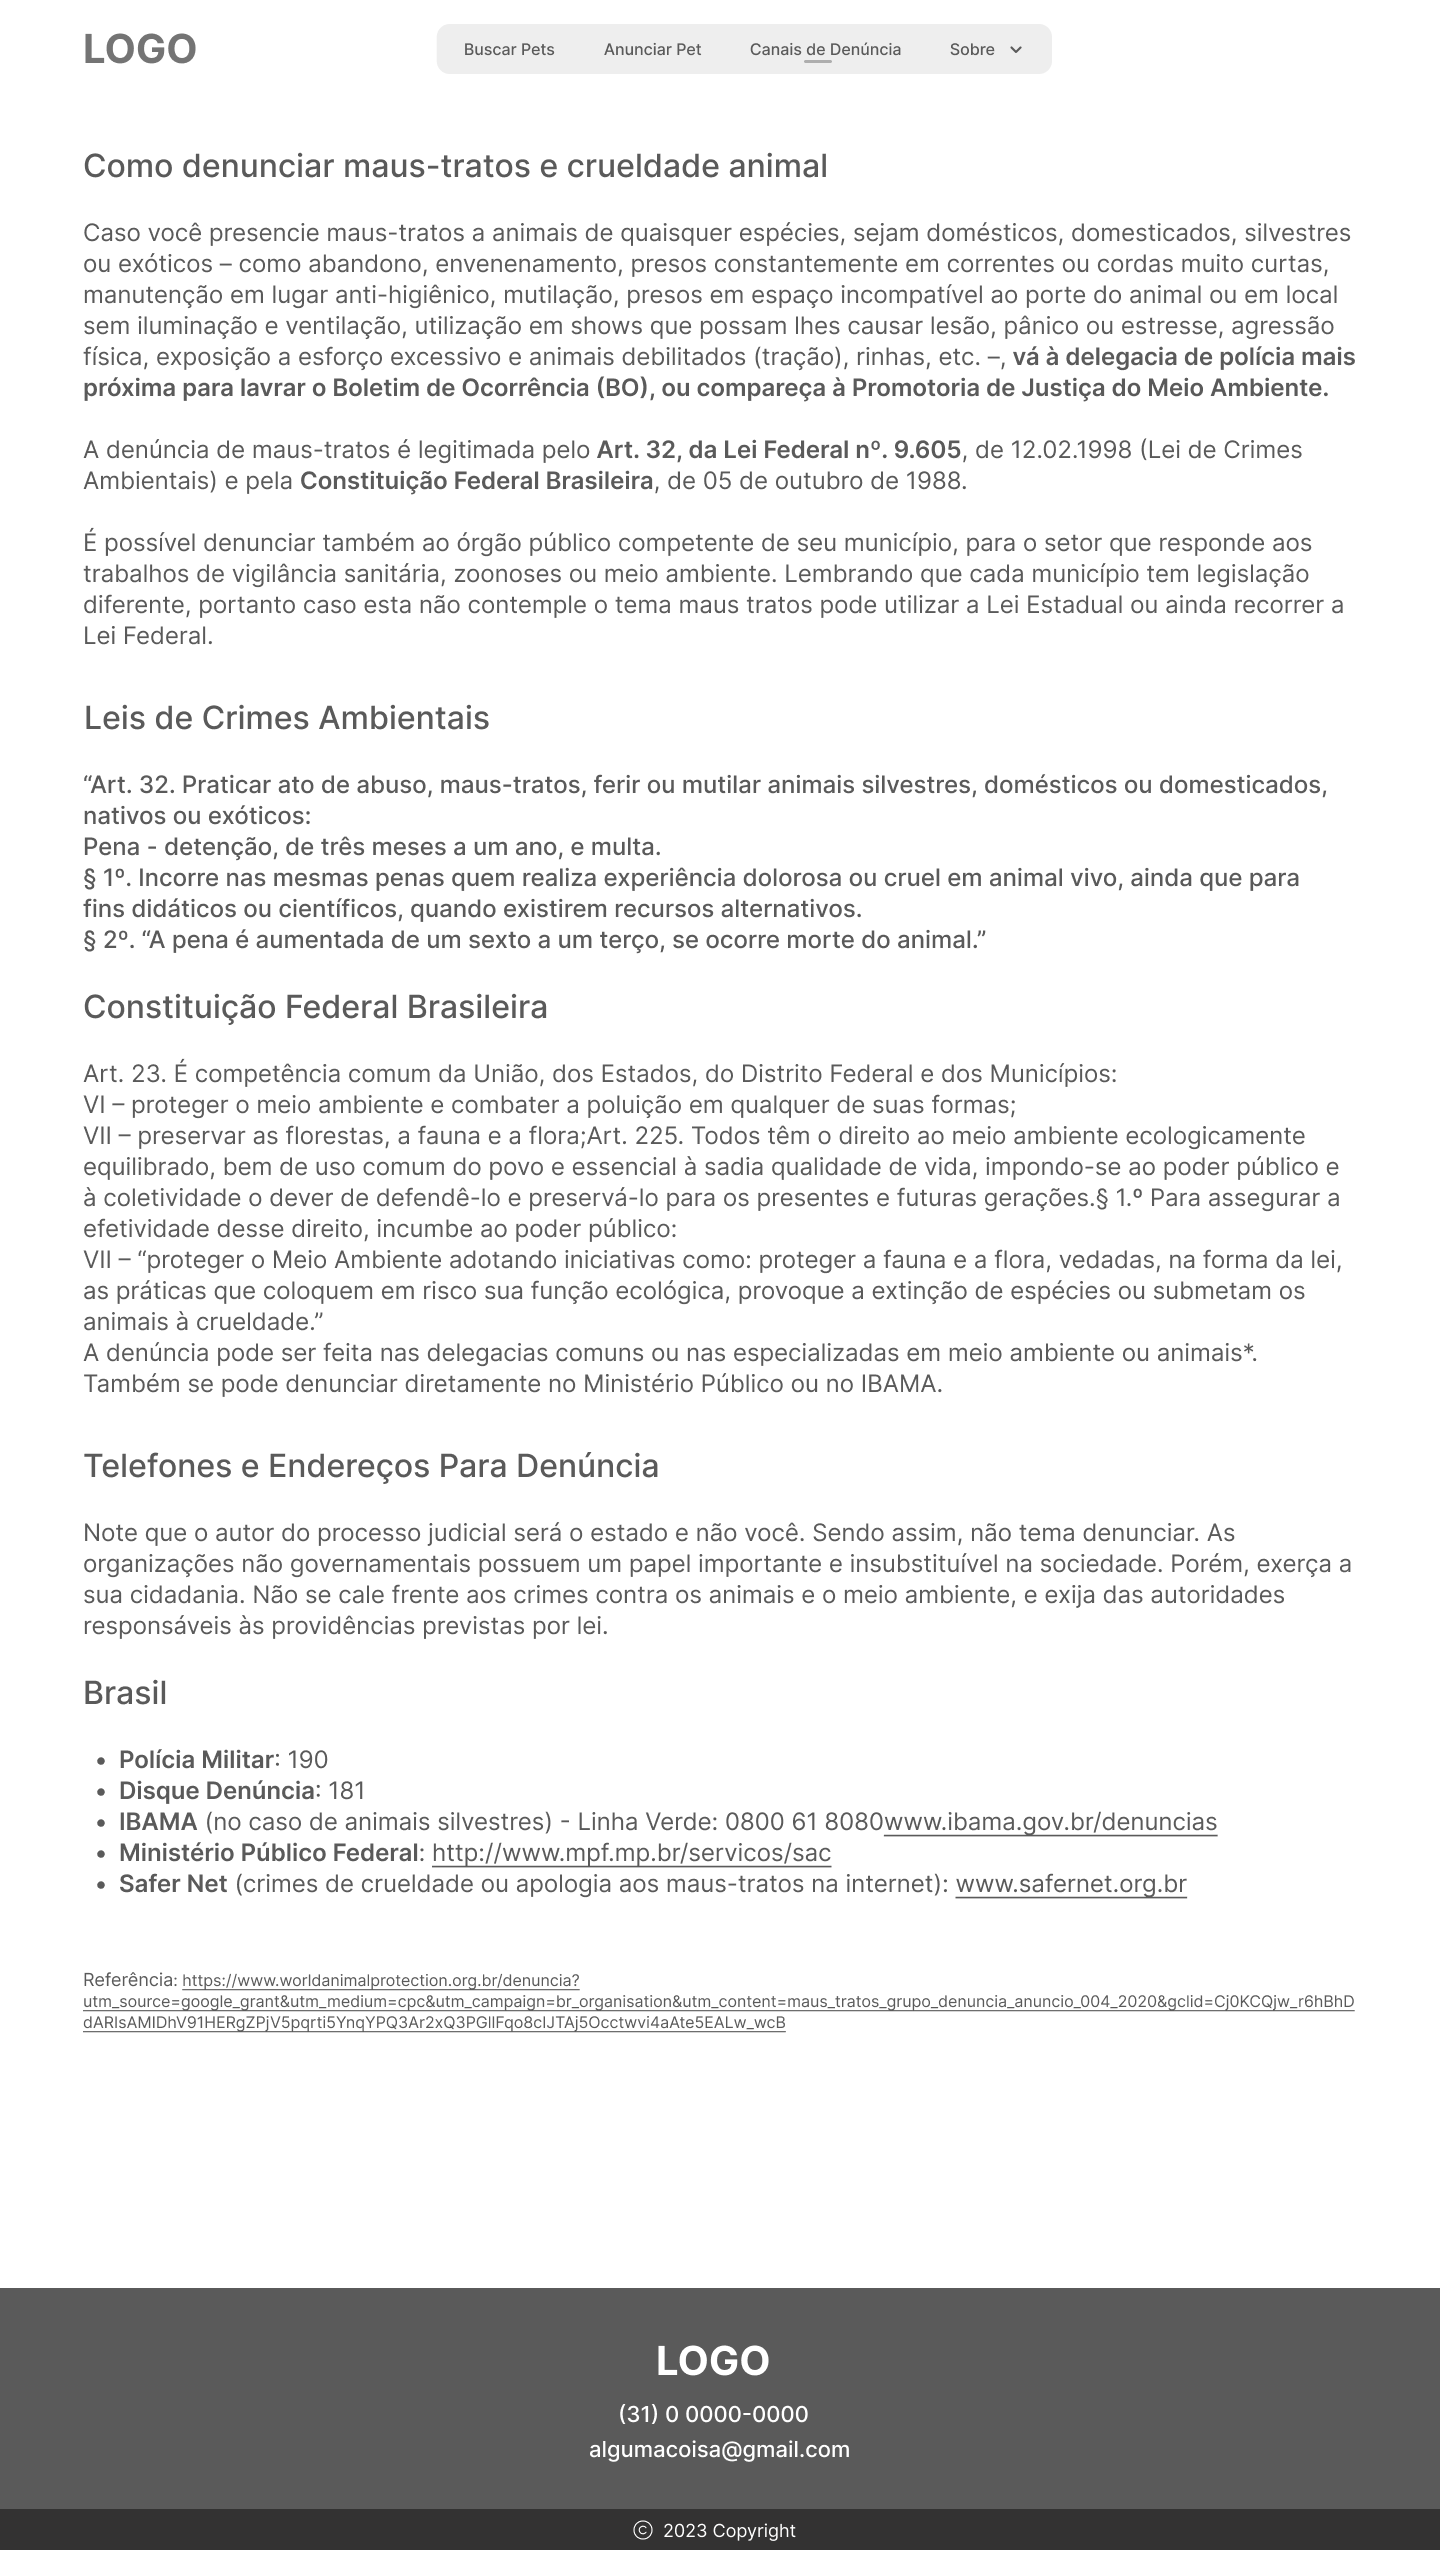 LOGO
Buscar Pets
Anunciar Pet
Canais de Denúncia
Sobre
Como denunciar maus-tratos e crueldade animal
Caso você presencie maus-tratos a animais de quaisquer espécies, sejam domésticos, domesticados, silvestres
ou exóticos – como abandono, envenenamento, presos constantemente em correntes ou cordas muito curtas,
manutenção em lugar anti-higiênico, mutilação, presos em espaço incompatível ao porte do animal ou em local
sem iluminação e ventilação, utilização em shows que possam lhes causar lesão, pânico ou estresse, agressão
física, exposição a esforço excessivo e animais debilitados (tração), rinhas, etc. –, vá à delegacia de polícia mais
próxima para lavrar o Boletim de Ocorrência (BO), ou compareça à Promotoria de Justiça do Meio Ambiente.
A denúncia de maus-tratos é legitimada pelo Art. 32, da Lei Federal nº. 9.605, de 12.02.1998 (Lei de Crimes
Ambientais) e pela Constituição Federal Brasileira, de 05 de outubro de 1988.
É possível denunciar também ao órgão público competente de seu município, para o setor que responde aos
trabalhos de vigilância sanitária, zoonoses ou meio ambiente. Lembrando que cada município tem legislação
diferente, portanto caso esta não contemple o tema maus tratos pode utilizar a Lei Estadual ou ainda recorrer a
Lei Federal.
Leis de Crimes Ambientais
“Art. 32. Praticar ato de abuso, maus-tratos, ferir ou mutilar animais silvestres, domésticos ou domesticados,
nativos ou exóticos:
Pena - detenção, de três meses a um ano, e multa.
§ 1º. Incorre nas mesmas penas quem realiza experiência dolorosa ou cruel em animal vivo, ainda que para
fins didáticos ou científicos, quando existirem recursos alternativos.
§ 2º. “A pena é aumentada de um sexto a um terço, se ocorre morte do animal.”
Constituição Federal Brasileira
Art. 23. É competência comum da União, dos Estados, do Distrito Federal e dos Municípios:
VI – proteger o meio ambiente e combater a poluição em qualquer de suas formas;
VII – preservar as florestas, a fauna e a flora;Art. 225. Todos têm o direito ao meio ambiente ecologicamente
equilibrado, bem de uso comum do povo e essencial à sadia qualidade de vida, impondo-se ao poder público e
à coletividade o dever de defendê-lo e preservá-lo para os presentes e futuras gerações.§ 1.º Para assegurar a
efetividade desse direito, incumbe ao poder público:
VII – “proteger o Meio Ambiente adotando iniciativas como: proteger a fauna e a flora, vedadas, na forma da lei,
as práticas que coloquem em risco sua função ecológica, provoque a extinção de espécies ou submetam os
animais à crueldade.”
A denúncia pode ser feita nas delegacias comuns ou nas especializadas em meio ambiente ou animais*.
Também se pode denunciar diretamente no Ministério Público ou no IBAMA.
Telefones e Endereços Para Denúncia
Note que o autor do processo judicial será o estado e não você. Sendo assim, não tema denunciar. As
organizações não governamentais possuem um papel importante e insubstituível na sociedade. Porém, exerça a
sua cidadania. Não se cale frente aos crimes contra os animais e o meio ambiente, e exija das autoridades
responsáveis às providências previstas por lei.
Brasil
• Polícia Militar: 190
• Disque Denúncia: 181
• IBAMA (no caso de animais silvestres) - Linha Verde: 0800 61 8080www.ibama.gov.br/denuncias
• Ministério Público Federal: http://www.mpf.mp.br/servicos/sac
• Safer Net (crimes de crueldade ou apologia aos maus-tratos na internet): www.safernet.org.br
Referência: https://www.worldanimalprotection.org.br/denuncia?
utm_source=google_grant&utm_medium=cpc&utm_campaign=br_organisation&utm_content=maus_tratos_grupo_denuncia_anuncio_004_2020&gclid=Cj0KCQjw_r6hBhD
dARIsAMIDhV91HERgZPjV5pqrti5YnqYPQ3Ar2xQ3PGlIFqo8cIJTAj5Occtwvi4aAte5EALw_wcB
LOGO
(31) 0 0000-0000
algumacoisa@gmail.com
© 2023 Copyright